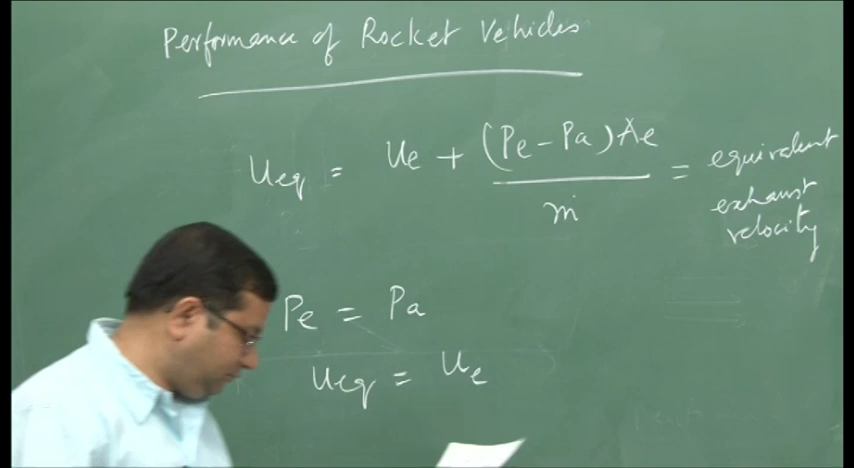 Performance of Rocket Vehicles
Ueq = Ue + (Pe - Pa) Ae / ṁ = equivalent exhaust velocity
Pe = Pa
Ueq = Ue